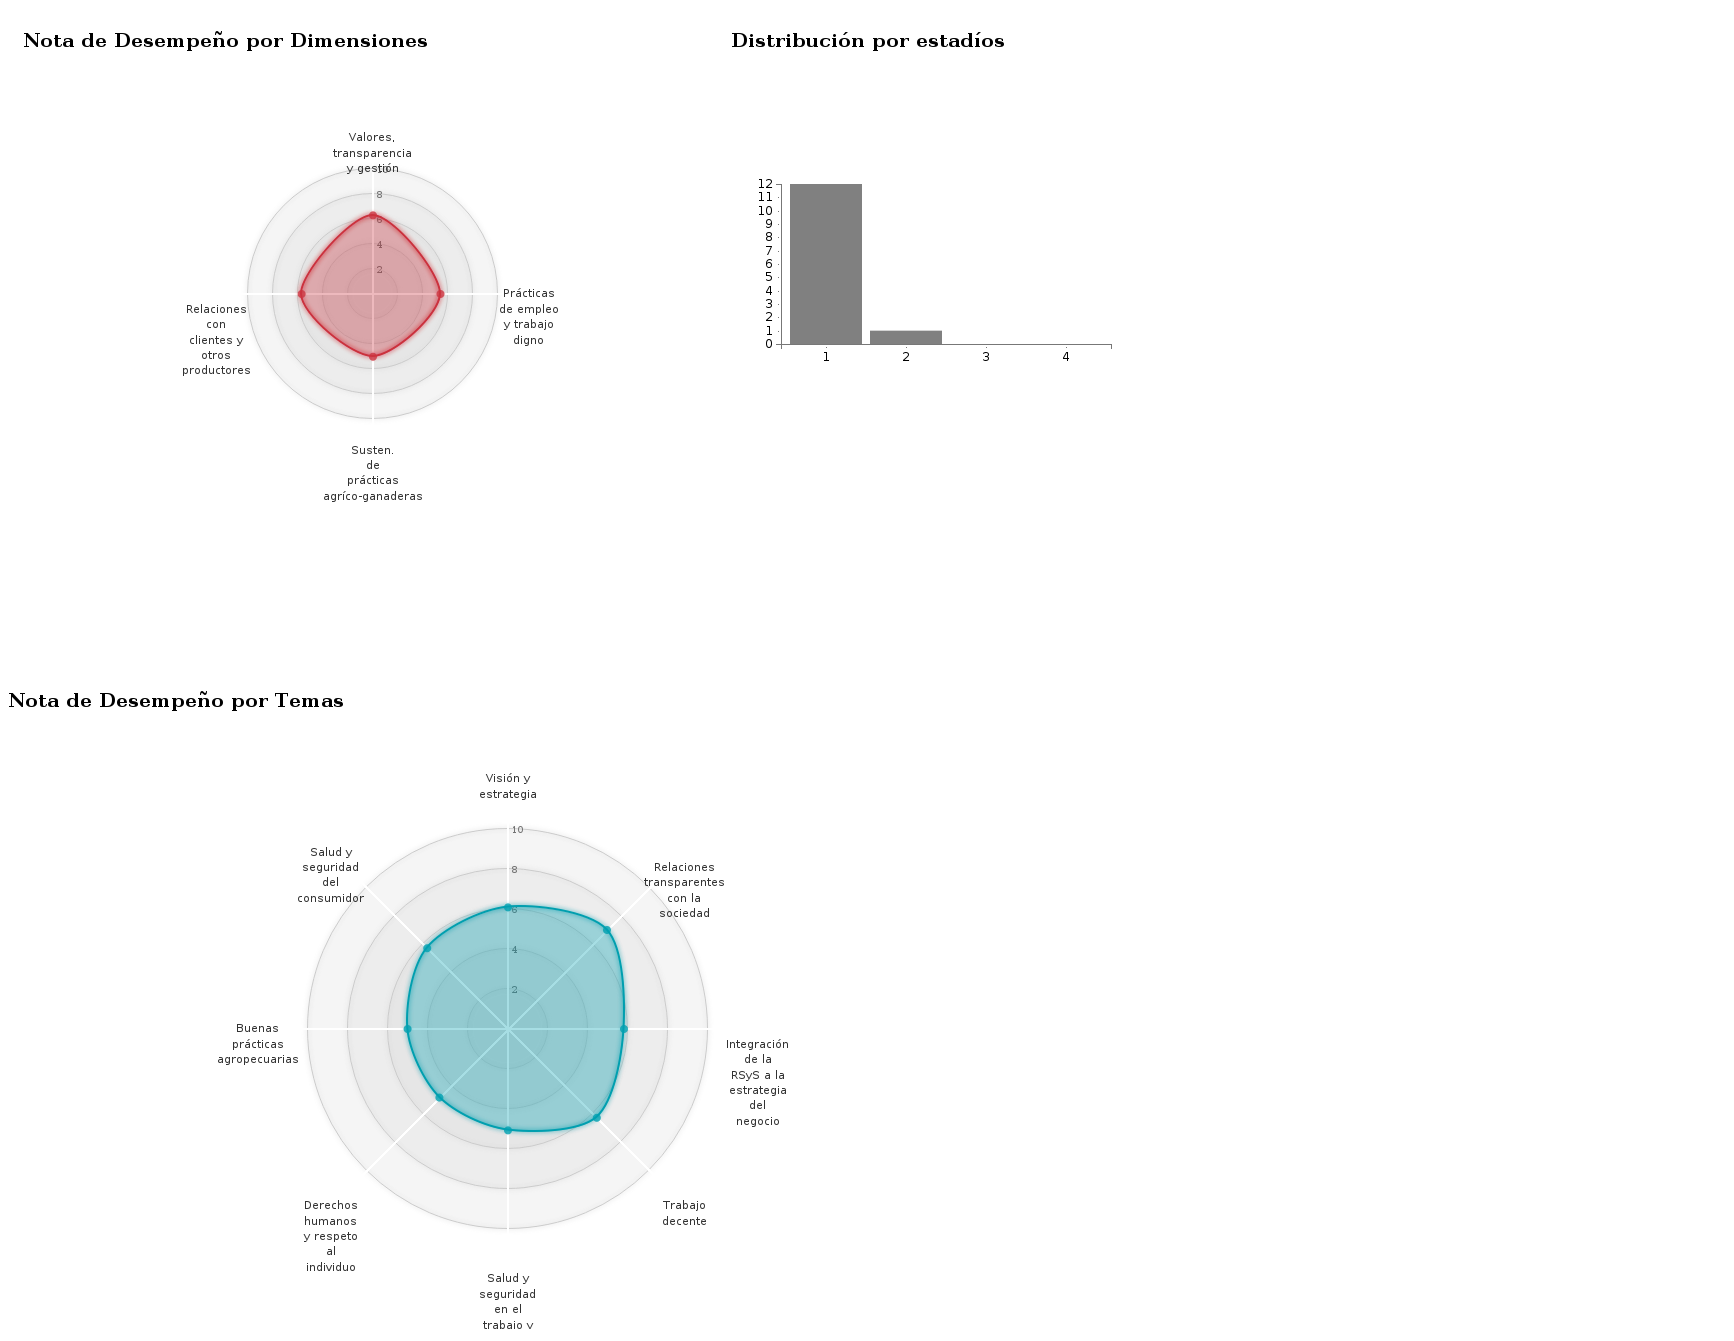 Nota de Desempeño por Dimensiones
Valores,
transparencia
y gestión
10
8
6
4
2
Prácticas
de empleo
y trabajo
digno
Relaciones
con
clientes y
otros
productores
Susten.
de
prácticas
agríco-ganaderas
Distribución por estadíos
12
11
10
9
8
7
6
5
4
3
2
1
0
1 2 3 4
Nota de Desempeño por Temas
Visión y
estrategia
10
8
6
4
2
Salud y
seguridad
del
consumidor
Relaciones
transparentes
con la
sociedad
Buenas
prácticas
agropecuarias
Integración
de la
RSyS a la
estrategia
del
negocio
Derechos
humanos
y respeto
al
individuo
Trabajo
decente
Salud y
seguridad
en el
trabajo y